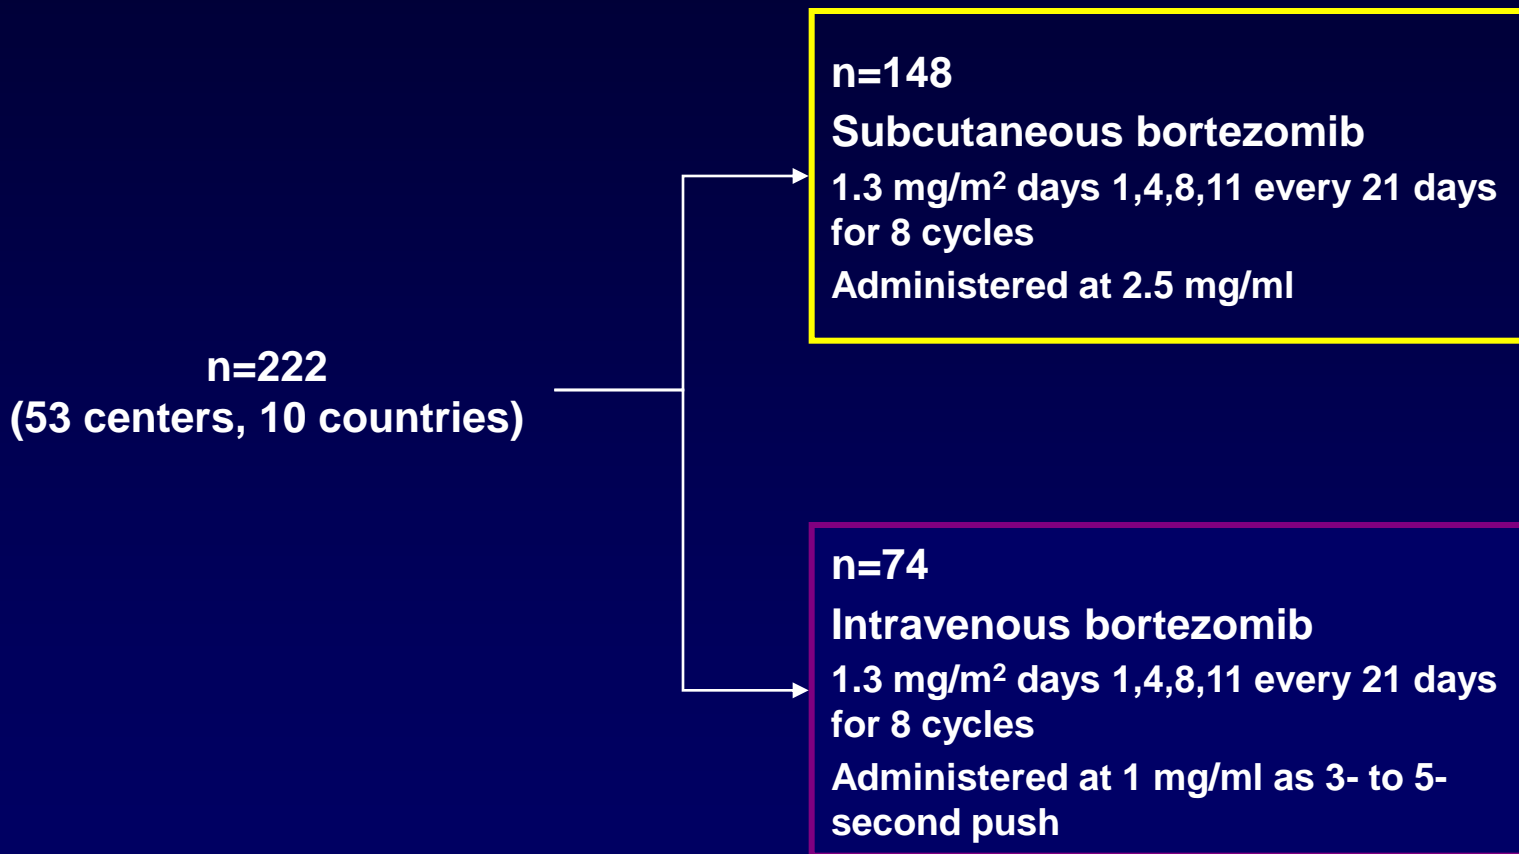 n=222
(53 centers, 10 countries)
n=148
Subcutaneous bortezomib
1.3 mg/m² days 1,4,8,11 every 21 days
for 8 cycles
Administered at 2.5 mg/ml
n=74
Intravenous bortezomib
1.3 mg/m² days 1,4,8,11 every 21 days
for 8 cycles
Administered at 1 mg/ml as 3- to 5-
second push